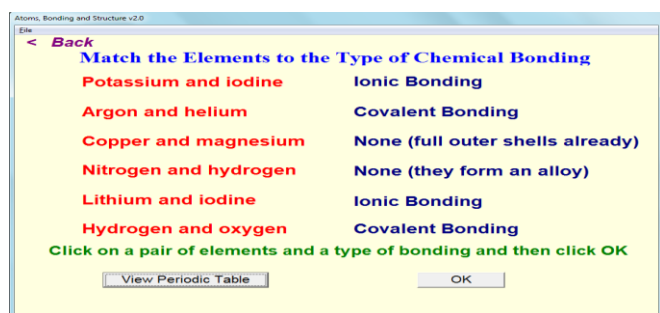 Atoms, Bonding and Structure v2.0
File
< Back
Match the Elements to the Type of Chemical Bonding
Potassium and iodine Ionic Bonding
Argon and helium Covalent Bonding
Copper and magnesium None (full outer shells already)
Nitrogen and hydrogen None (they form an alloy)
Lithium and iodine Ionic Bonding
Hydrogen and oxygen Covalent Bonding
Click on a pair of elements and a type of bonding and then click OK
View Periodic Table OK